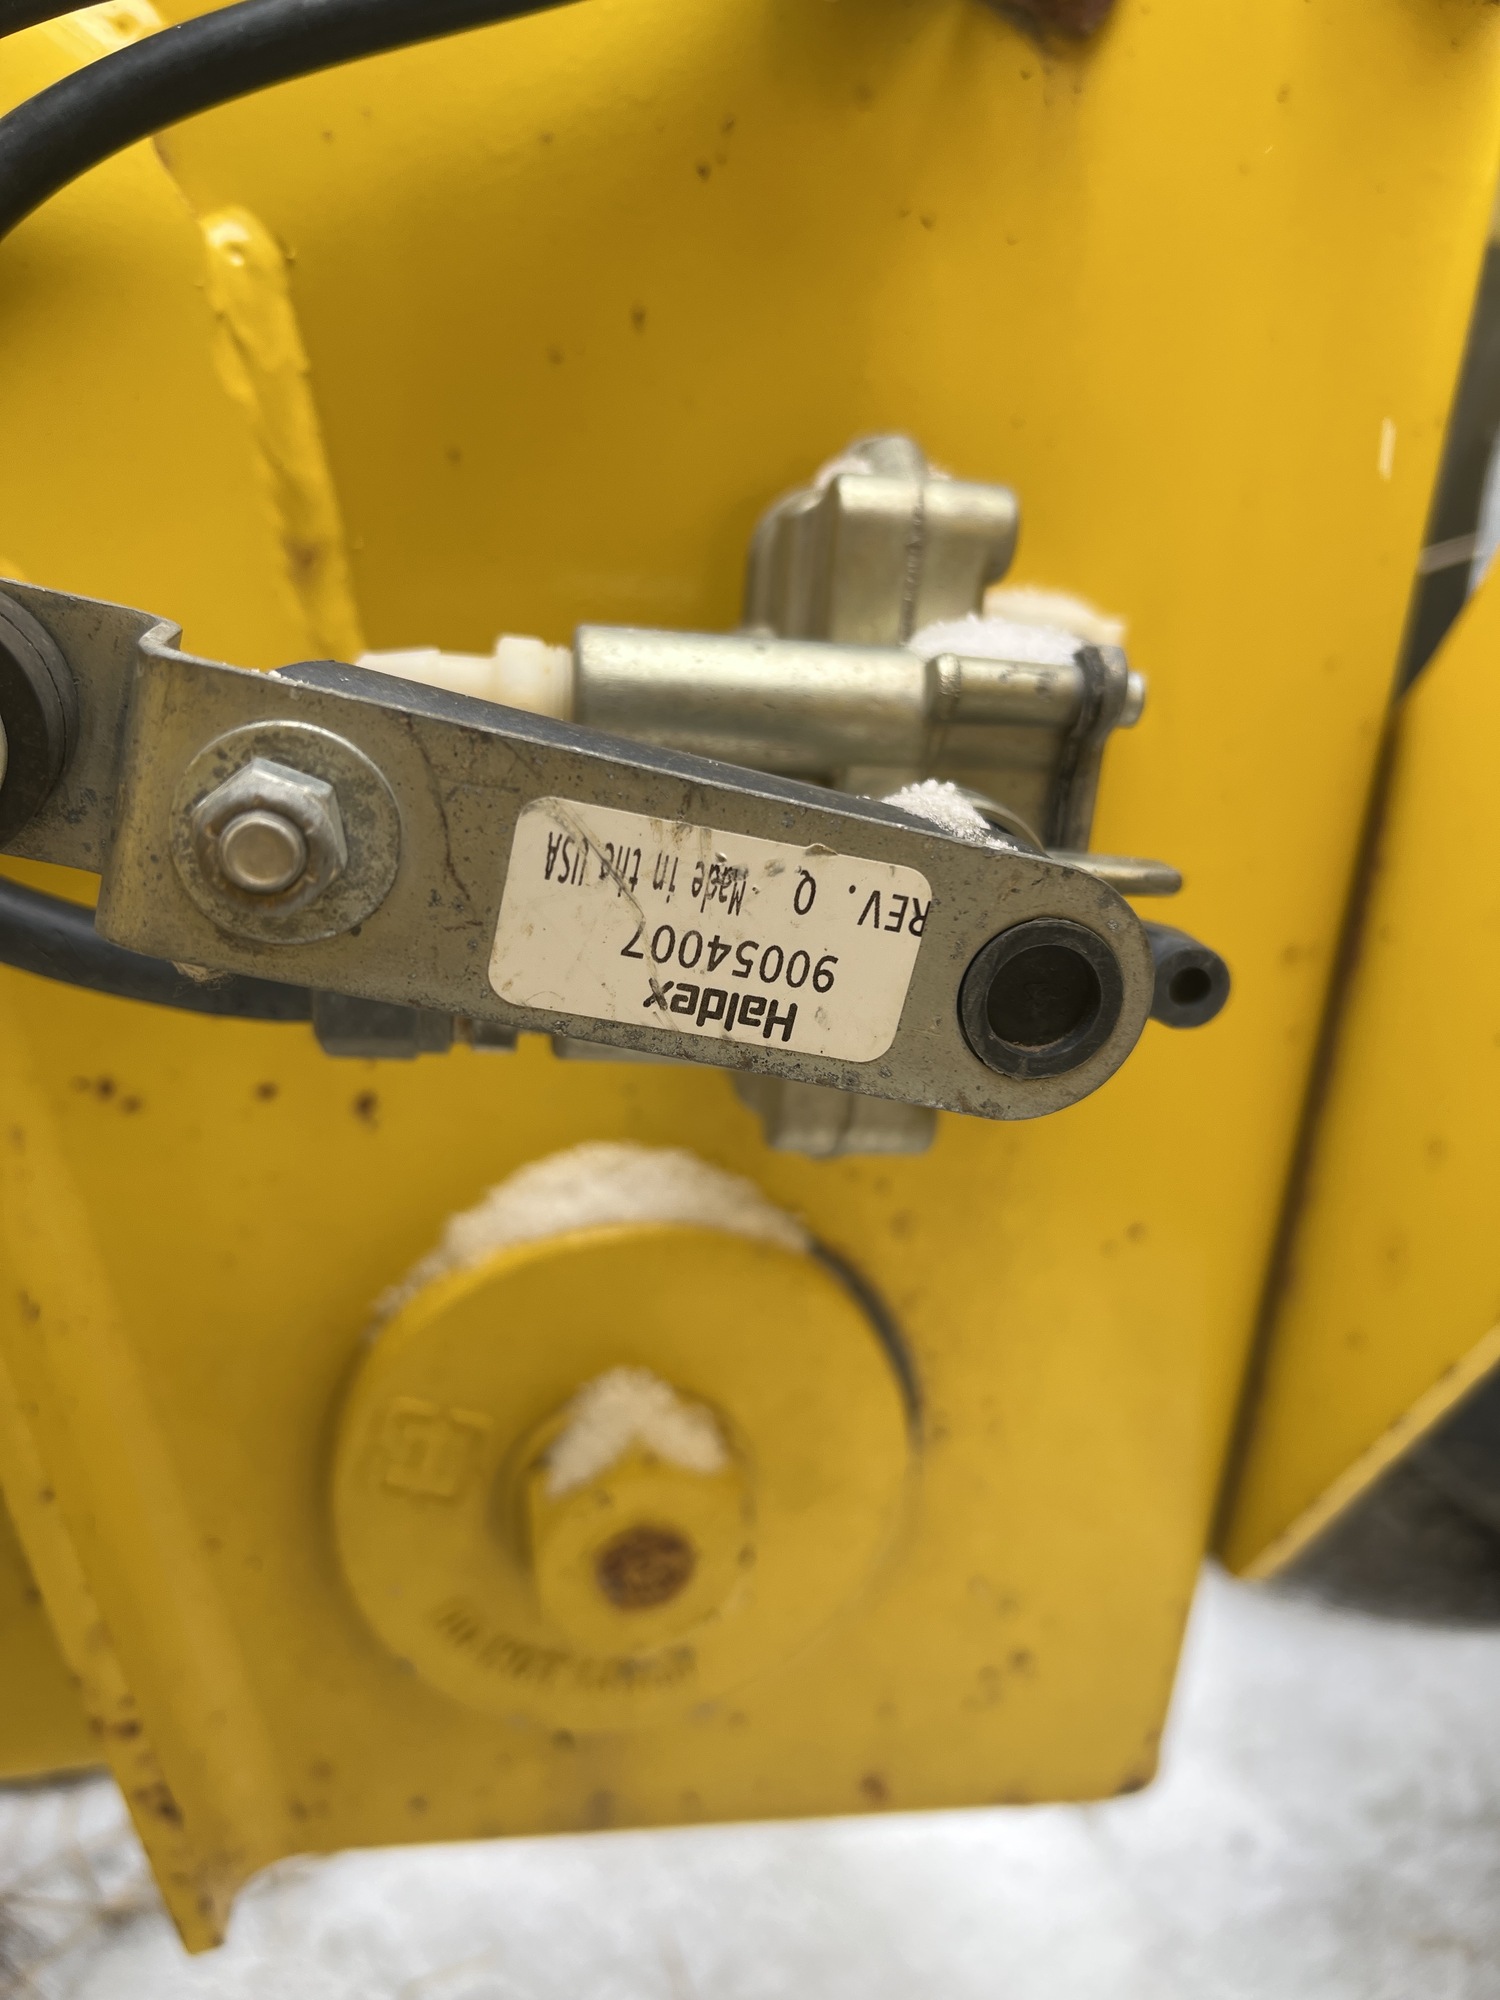 Haldex
90054007
REV. Q Made in the USA